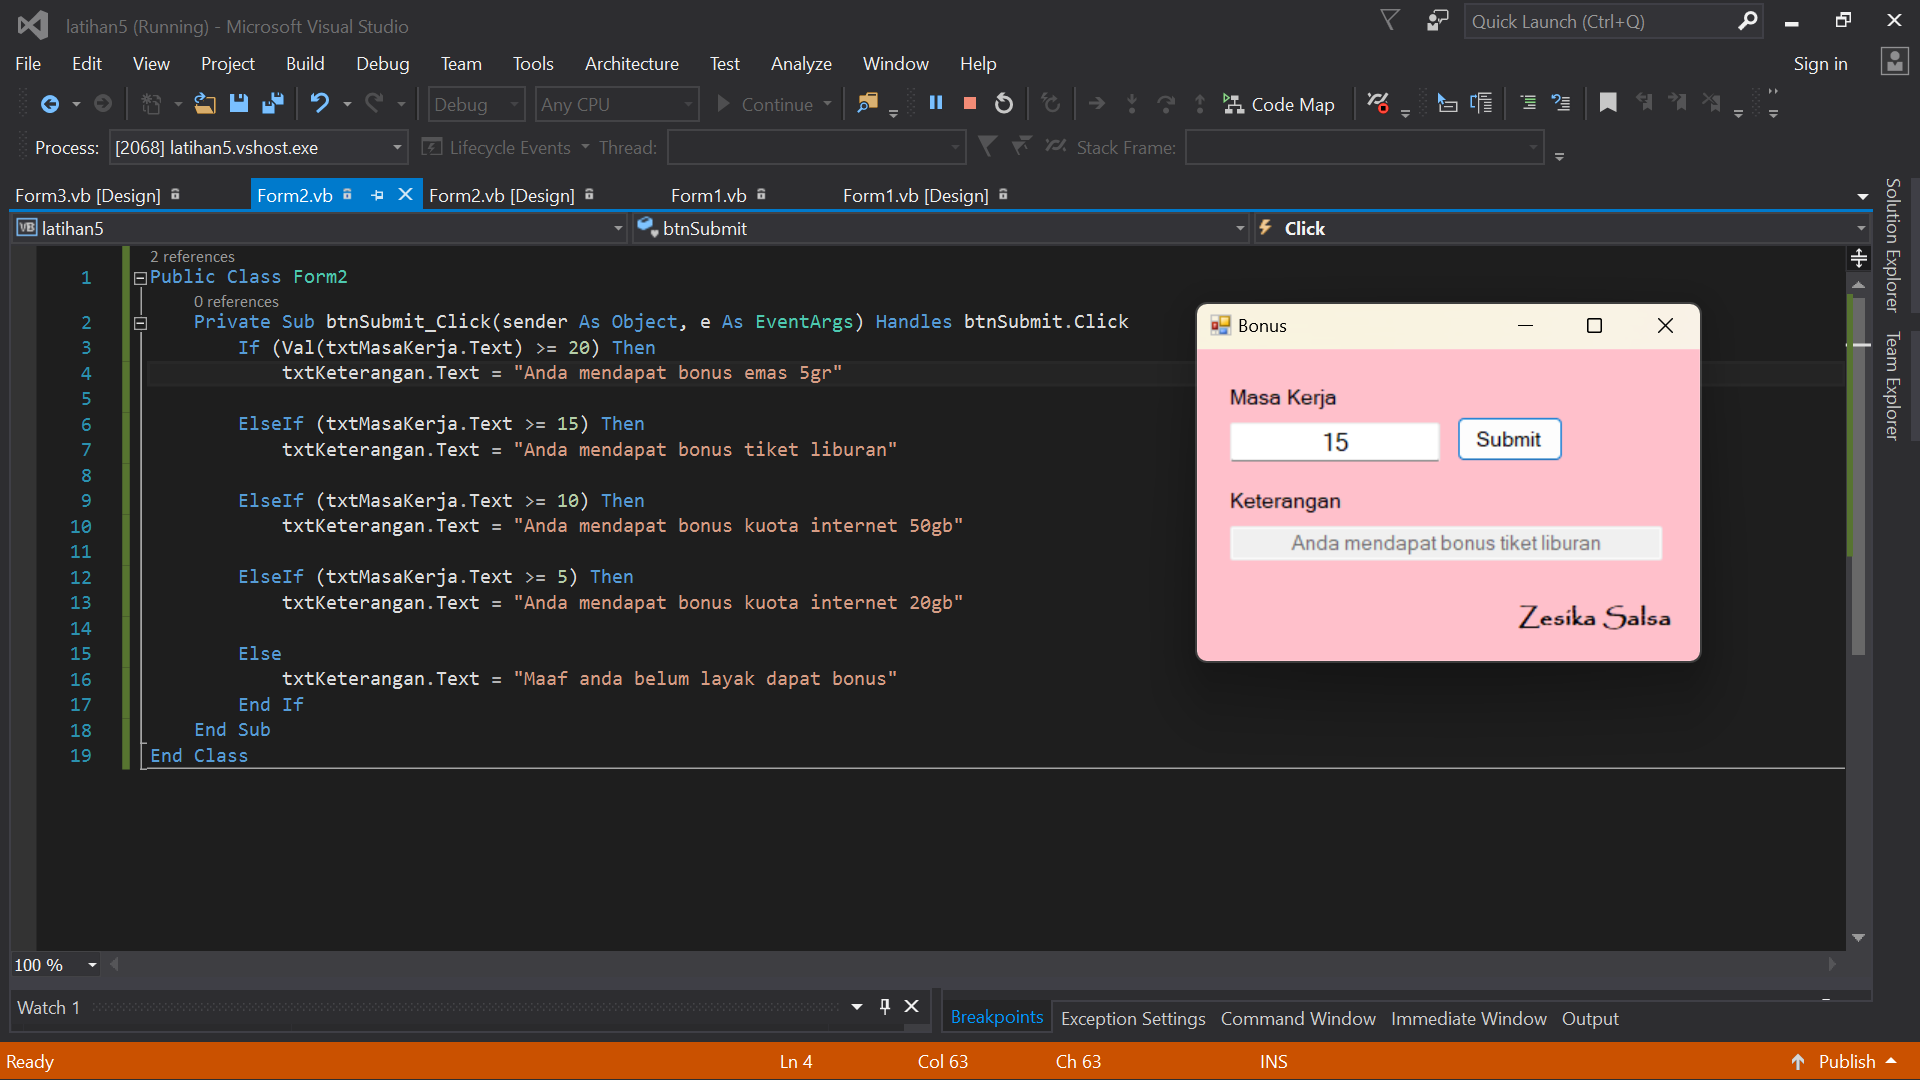 latihan5 (Running) - Microsoft Visual Studio
Quick Launch (Ctrl+Q)
File Edit View Project Build Debug Team Tools Architecture Test Analyze Window Help
Sign in
Debug Any CPU Continue Code Map
Process: [2068] latihan5.vshost.exe Lifecycle Events Thread: Stack Frame:
Form3.vb [Design] Form2.vb Form2.vb [Design] Form1.vb Form1.vb [Design]
VB latihan5 btnSubmit Click
Solution Explorer
Team Explorer
2 references
1 Public Class Form2
0 references
2 Private Sub btnSubmit_Click(sender As Object, e As EventArgs) Handles btnSubmit.Click
3 If (Val(txtMasaKerja.Text) >= 20) Then
4 txtKeterangan.Text = "Anda mendapat bonus emas 5gr"
5
6 ElseIf (txtMasaKerja.Text >= 15) Then
7 txtKeterangan.Text = "Anda mendapat bonus tiket liburan"
8
9 ElseIf (txtMasaKerja.Text >= 10) Then
10 txtKeterangan.Text = "Anda mendapat bonus kuota internet 50gb"
11
12 ElseIf (txtMasaKerja.Text >= 5) Then
13 txtKeterangan.Text = "Anda mendapat bonus kuota internet 20gb"
14
15 Else
16 txtKeterangan.Text = "Maaf anda belum layak dapat bonus"
17 End If
18 End Sub
19 End Class
Bonus
Masa Kerja
15 Submit
Keterangan
Anda mendapat bonus tiket liburan
Zesika Salsa
100 %
Watch 1
Breakpoints Exception Settings Command Window Immediate Window Output
Ready Ln 4 Col 63 Ch 63 INS Publish